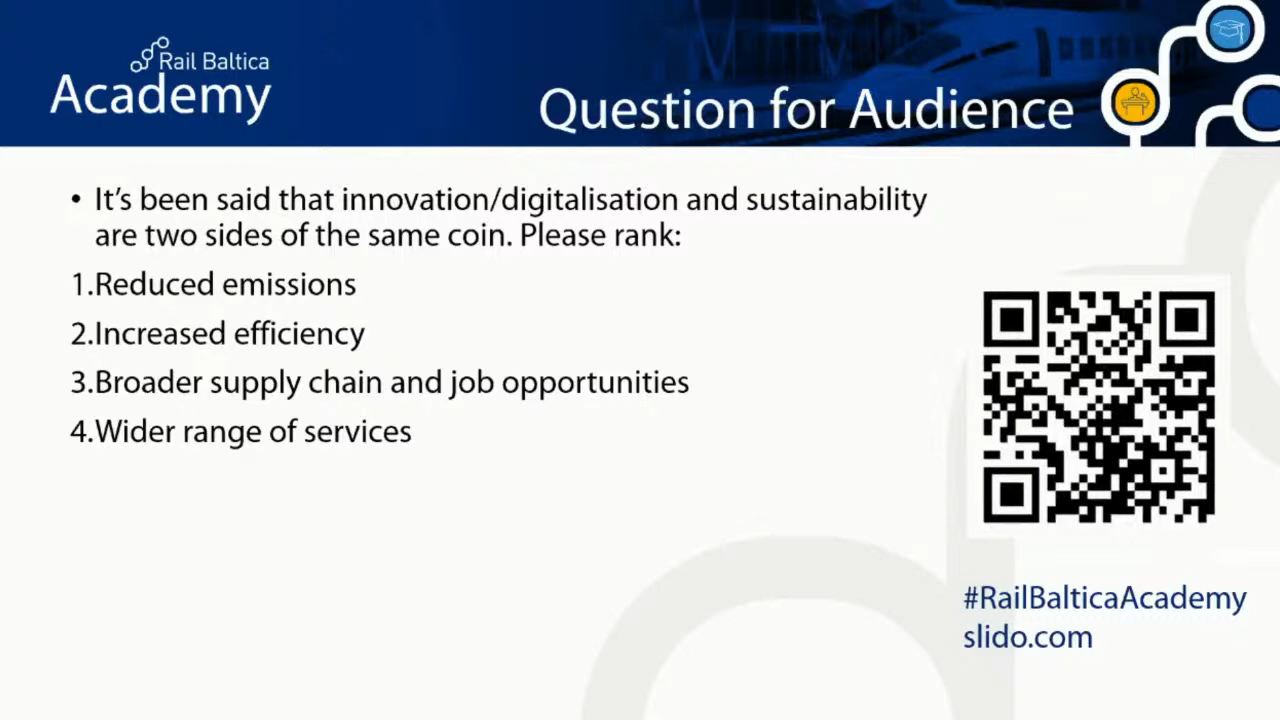 Rail Baltica
Academy
Question for Audience
• It’s been said that innovation/digitalisation and sustainability
are two sides of the same coin. Please rank:
1.Reduced emissions
2.Increased efficiency
3.Broader supply chain and job opportunities
4.Wider range of services
#RailBalticaAcademy
slido.com